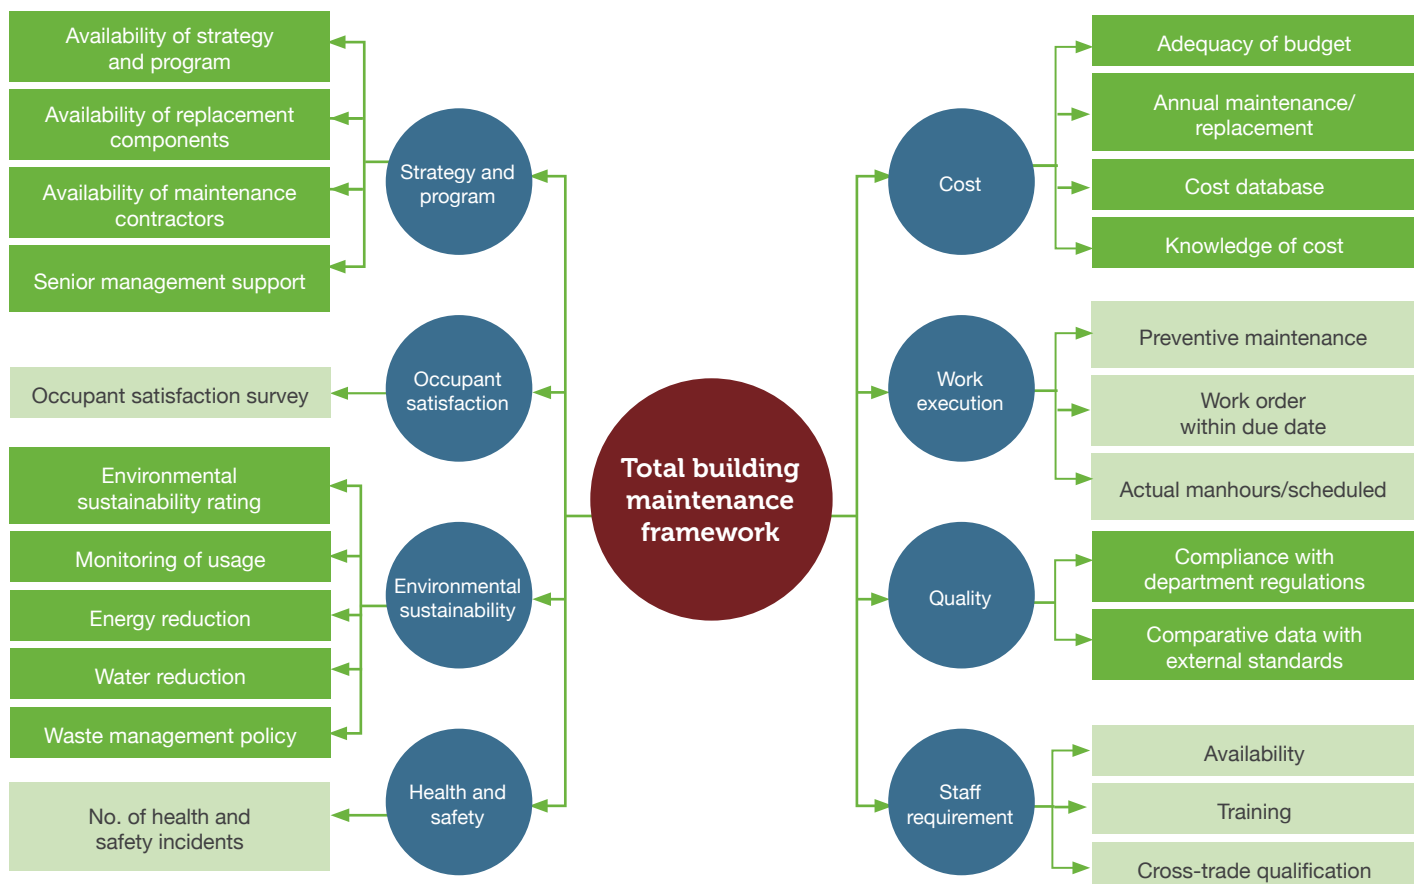 Availability of strategy
and program
Availability of replacement
components
Availability of maintenance
contractors
Senior management support
Strategy and
program
Occupant satisfaction survey
Occupant
satisfaction
Environmental
sustainability rating
Monitoring of usage
Energy reduction
Water reduction
Waste management policy
Environmental
sustainability
No. of health and
safety incidents
Health and
safety
Total building
maintenance
framework
Cost
Adequacy of budget
Annual maintenance/
replacement
Cost database
Knowledge of cost
Work
execution
Preventive maintenance
Work order
within due date
Actual manhours/scheduled
Quality
Compliance with
department regulations
Comparative data with
external standards
Staff
requirement
Availability
Training
Cross-trade qualification